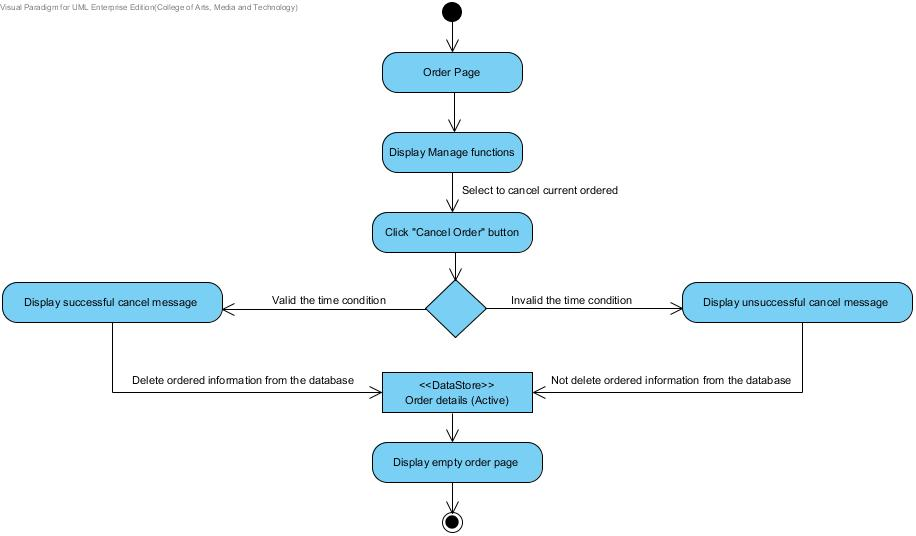 Visual Paradigm for UML Enterprise Edition(College of Arts, Media and Technology)
Order Page
Display Manage functions
Select to cancel current ordered
Click "Cancel Order" button
Valid the time condition
Invalid the time condition
Display successful cancel message
Display unsuccessful cancel message
Delete ordered information from the database
Not delete ordered information from the database
<<DataStore>>
Order details (Active)
Display empty order page